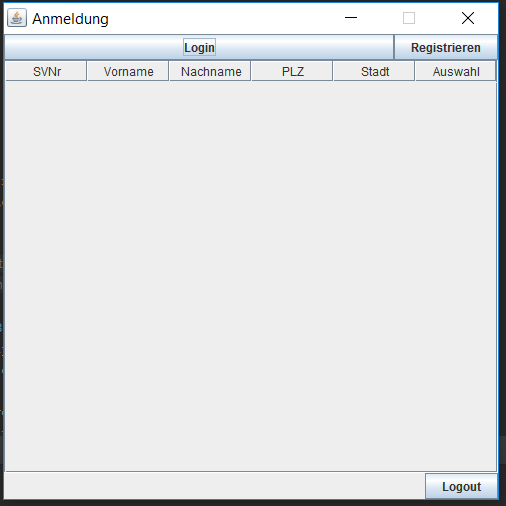 Anmeldung
Login Registrieren
SVNr Vorname Nachname PLZ Stadt Auswahl
Logout